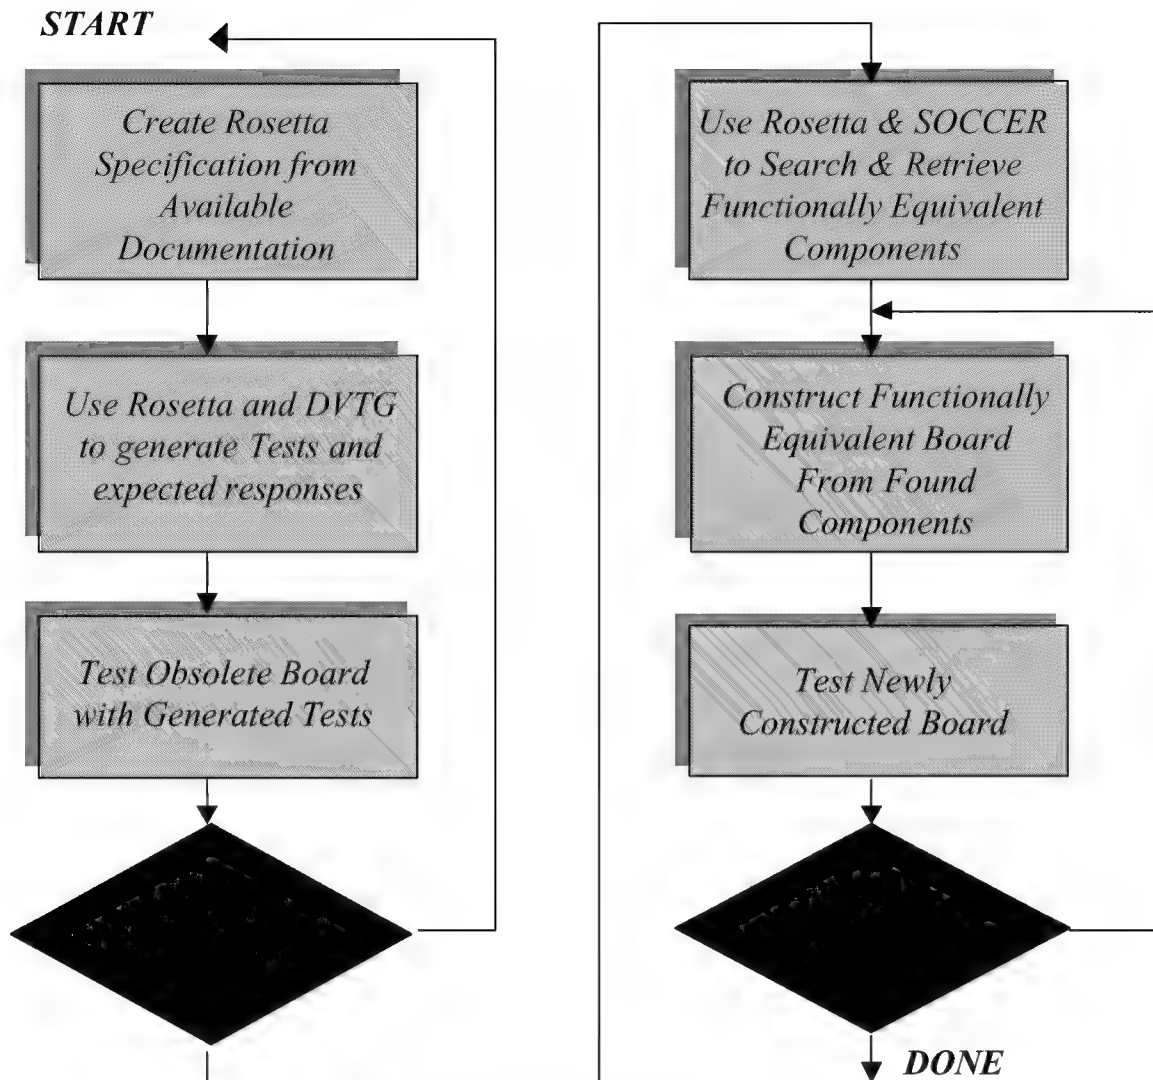 START
Create Rosetta
Specification from
Available
Documentation
Use Rosetta and DVTG
to generate Tests and
expected responses
Test Obsolete Board
with Generated Tests
Use Rosetta & SOCCER
to Search & Retrieve
Functionally Equivalent
Components
Construct Functionally
Equivalent Board
From Found
Components
Test Newly
Constructed Board
DONE